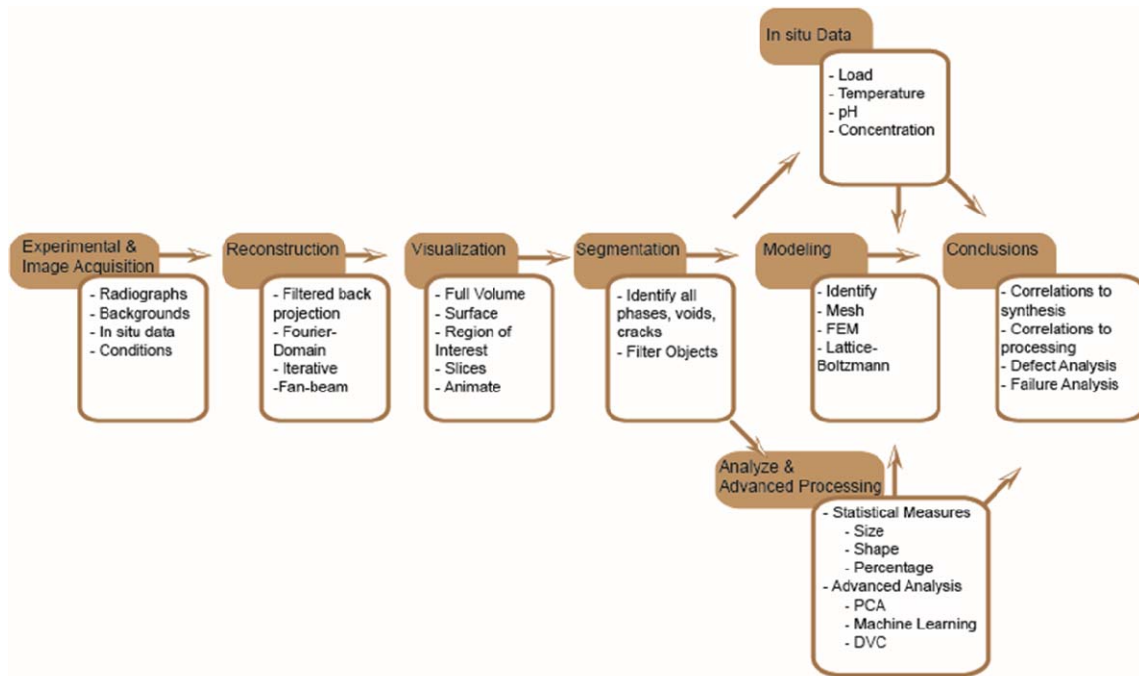 In situ Data
- Load
- Temperature
- pH
- Concentration
Experimental &
Image Acquisition
- Radiographs
- Backgrounds
- In situ data
- Conditions
Reconstruction
- Filtered back
projection
- Fourier-
Domain
- Iterative
-Fan-beam
Visualization
- Full Volume
- Surface
- Region of
Interest
- Slices
- Animate
Segmentation
- Identify all
phases, voids,
cracks
- Filter Objects
Modeling
- Identify
- Mesh
- FEM
- Lattice-
Boltzmann
Conclusions
- Correlations to
synthesis
- Correlations to
processing
- Defect Analysis
- Failure Analysis
Analyze &
Advanced Processing
- Statistical Measures
- Size
- Shape
- Percentage
- Advanced Analysis
- PCA
- Machine Learning
- DVC